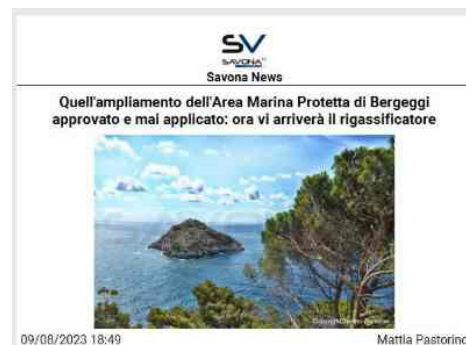 SV
SAVONA
Savona News
Quell'ampliamento dell'Area Marina Protetta di Bergeggi
approvato e mai applicato: ora vi arriverà il rigassificatore
09/08/2023 18:49
Mattia Pastorino